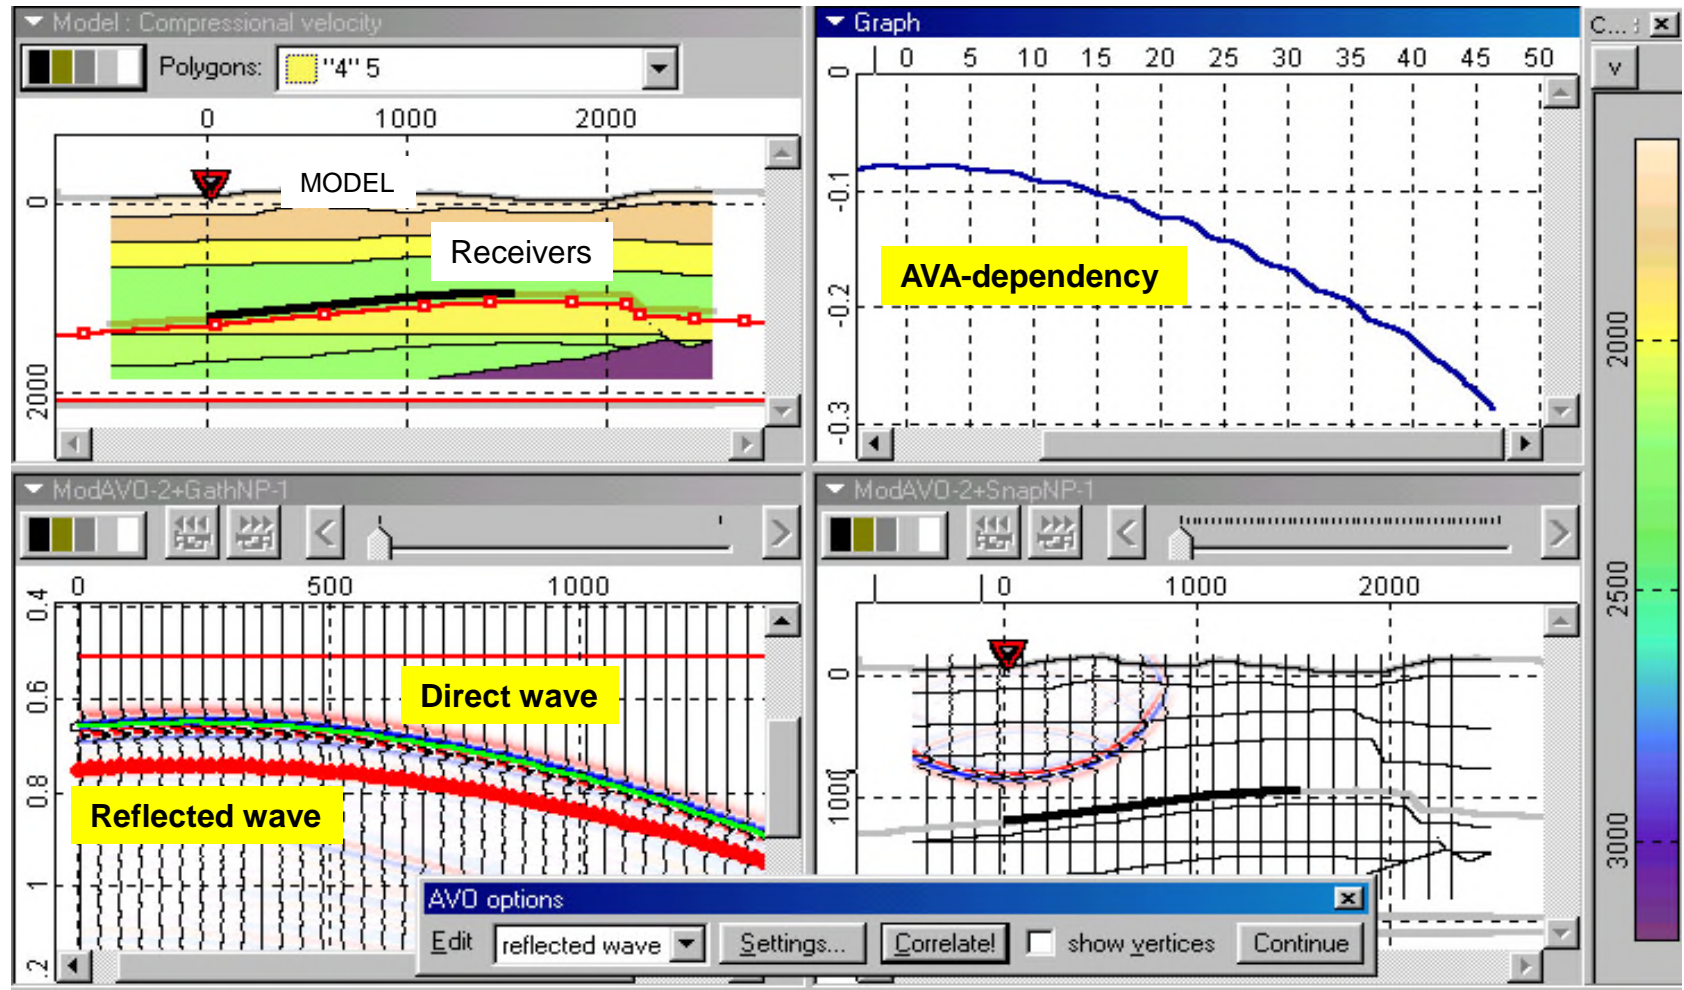 Model : Compressional velocity
Polygons: "4" 5
0 1000 2000
MODEL
Receivers
0
2000
Graph
0 5 10 15 20 25 30 35 40 45 50
0
-0.1
-0.2
-0.3
AVA-dependency
C...
v
2000
2500
3000
ModAVO-2+GathNP-1
0 500 1000
0.4
0.6
0.8
1
.2
Direct wave
Reflected wave
ModAVO-2+SnapNP-1
0 1000 2000
0
1000
AVO options
Edit reflected wave Settings... Correlate! show vertices Continue